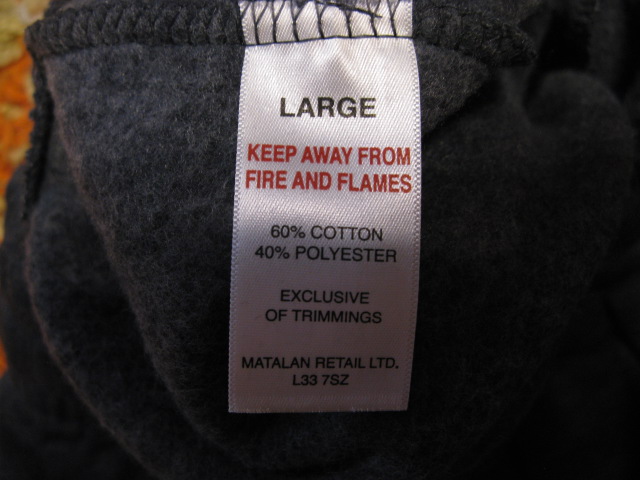 LARGE
KEEP AWAY FROM
FIRE AND FLAMES
60% COTTON
40% POLYESTER
EXCLUSIVE
OF TRIMMINGS
MATALAN RETAIL LTD.
L33 7SZ